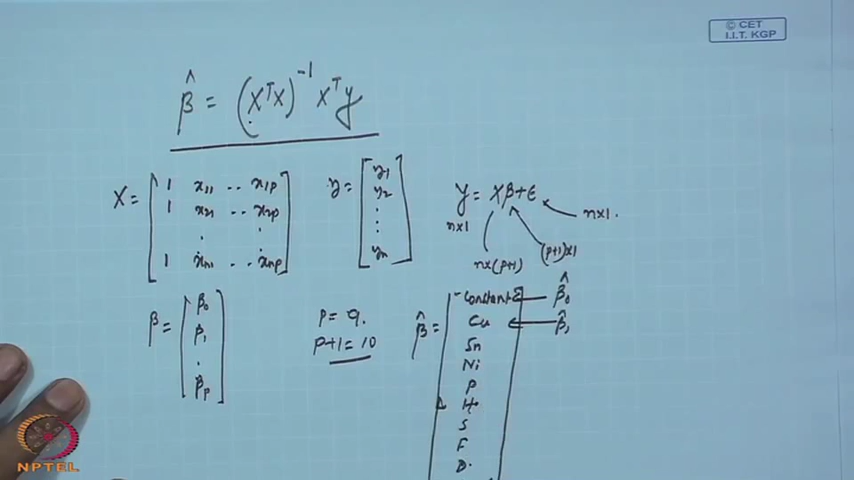 © CET
I.I.T. KGP
β̂ = (XᵀX)⁻¹ Xᵀy
X = [1 x₁₁ .. x₁p
1 x₂₁ .. x₂p
. .
1 xₙ₁ .. xₙp]
y = [y₁
y₂
:
:
yₙ]
y = Xβ+ε
n×1
n×(p+1)
(p+1)×1
n×1.
β = [β₀
β₁
.
βp]
p = 9.
p+1 = 10
β̂ = [Constant
Cu
Sn
Ni
P
H
S
F
D.
β̂₀
β̂₁
NPTEL